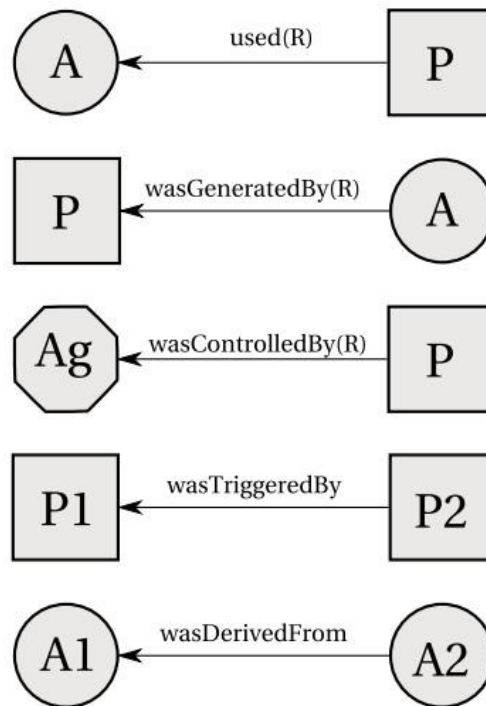 A used(R) P
P wasGeneratedBy(R) A
Ag wasControlledBy(R) P
P1 wasTriggeredBy P2
A1 wasDerivedFrom A2